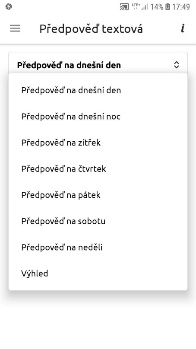 14% 17:49
Předpověď textová
i
Předpověď na dnešní den
Předpověď na dnešní den
Předpověď na dnešní noc
Předpověď na zítřek
Předpověď na čtvrtek
Předpověď na pátek
Předpověď na sobotu
Předpověď na neděli
Výhled